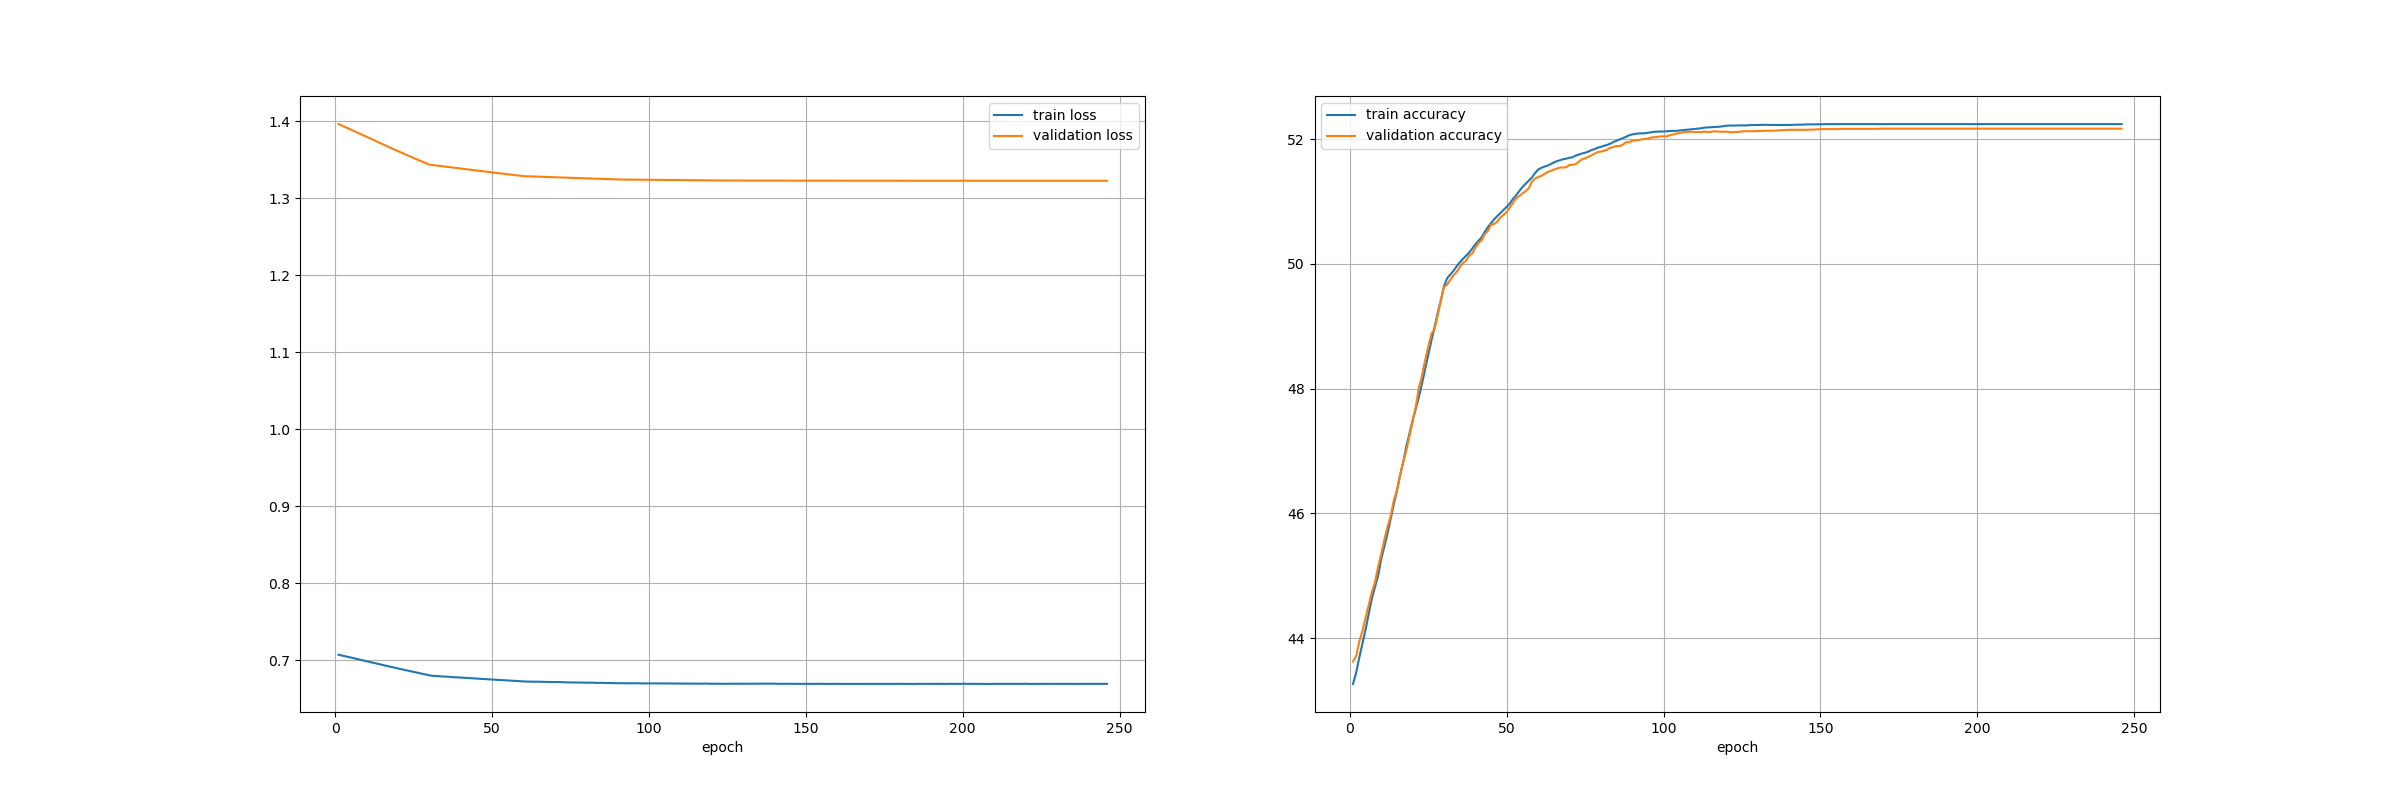 train loss
validation loss
1.4
1.3
1.2
1.1
1.0
0.9
0.8
0.7
0 50 100 150 200 250
epoch
train accuracy
validation accuracy
52
50
48
46
44
0 50 100 150 200 250
epoch